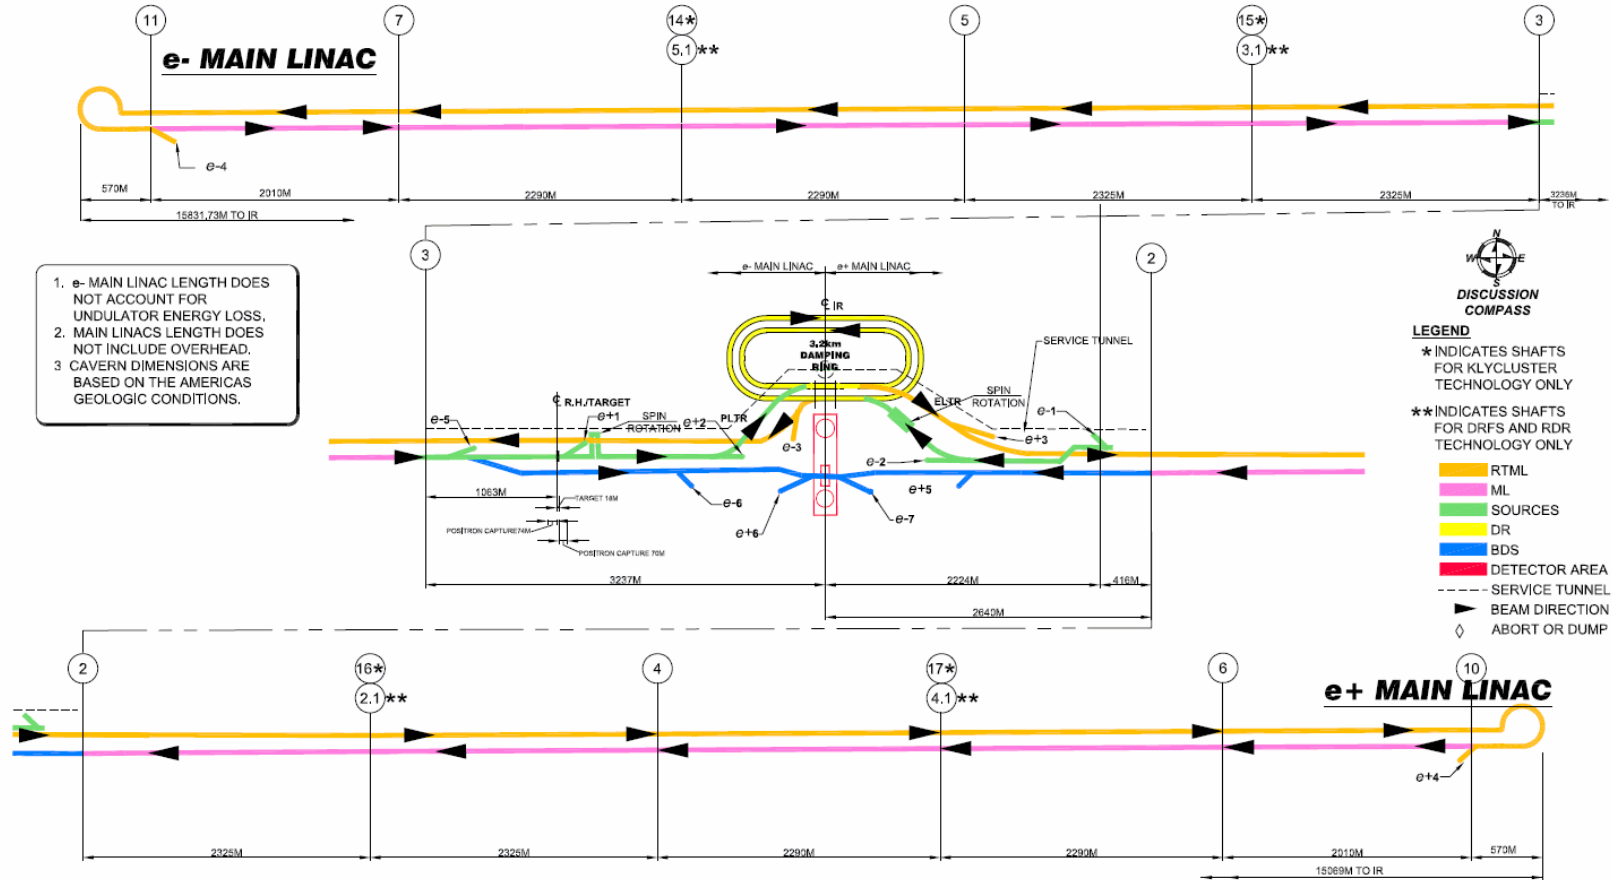 11
7
14*
5
15*
3
5,1**
3,1**
e- MAIN LINAC
e-4
570M
2010M
2290M
2290M
2325M
2325M
3236M
TO IR
15831,73M TO IR
3
2
N
W
E
S
DISCUSSION
COMPASS
1. e- MAIN LINAC LENGTH DOES
NOT ACCOUNT FOR
UNDULATOR ENERGY LOSS,
2. MAIN LINACS LENGTH DOES
NOT INCLUDE OVERHEAD.
3 CAVERN DIMENSIONS ARE
BASED ON THE AMERICAS
GEOLOGIC CONDITIONS.
e- MAIN LINAC
e+ MAIN LINAC
℄ IR
3,2km
DAMPING
RING
SERVICE TUNNEL
℄ R.H./TARGET
e+1
SPIN
ROTATION
e+2
PLTR
e-5
e-3
ELTR
SPIN
ROTATION
e-1
e+3
e-2
e+5
e-6
e+6
e-7
1063M
TARGET 16M
POSITRON CAPTURE74M
POSITRON CAPTURE 76M
3237M
2224M
416M
2640M
LEGEND
* INDICATES SHAFTS
FOR KLYCLUSTER
TECHNOLOGY ONLY
** INDICATES SHAFTS
FOR DRFS AND RDR
TECHNOLOGY ONLY
RTML
ML
SOURCES
DR
BDS
DETECTOR AREA
SERVICE TUNNEL
BEAM DIRECTION
ABORT OR DUMP
2
16*
4
17*
6
10
2.1**
4.1**
e+ MAIN LINAC
e+4
2325M
2325M
2290M
2290M
2010M
570M
15069M TO IR